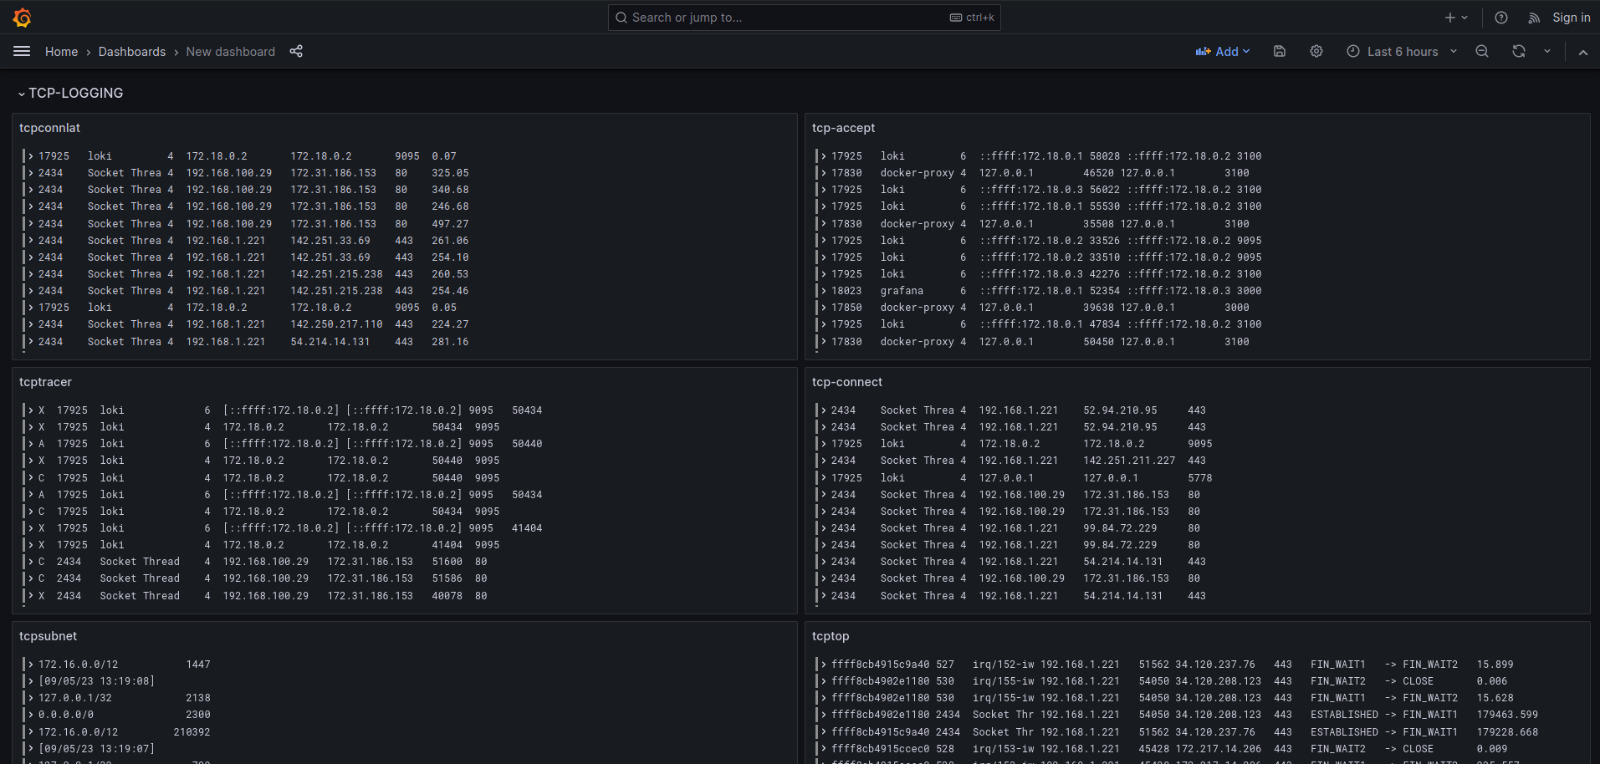 Search or jump to... ctrl+k Sign in
Home › Dashboards › New dashboard Add Last 6 hours
TCP-LOGGING
tcpconnlat
17925 loki 4 172.18.0.2 172.18.0.2 9095 0.07
2434 Socket Threa 4 192.168.100.29 172.31.186.153 80 325.05
2434 Socket Threa 4 192.168.100.29 172.31.186.153 80 340.68
2434 Socket Threa 4 192.168.100.29 172.31.186.153 80 246.68
2434 Socket Threa 4 192.168.100.29 172.31.186.153 80 497.27
2434 Socket Threa 4 192.168.1.221 142.251.33.69 443 261.06
2434 Socket Threa 4 192.168.1.221 142.251.33.69 443 254.10
2434 Socket Threa 4 192.168.1.221 142.251.215.238 443 260.53
2434 Socket Threa 4 192.168.1.221 142.251.215.238 443 254.46
17925 loki 4 172.18.0.2 172.18.0.2 9095 0.05
2434 Socket Threa 4 192.168.1.221 142.250.217.110 443 224.27
2434 Socket Threa 4 192.168.1.221 54.214.14.131 443 281.16
tcp-accept
17925 loki 6 ::ffff:172.18.0.1 58028 ::ffff:172.18.0.2 3100
17830 docker-proxy 4 127.0.0.1 46520 127.0.0.1 3100
17925 loki 6 ::ffff:172.18.0.3 56022 ::ffff:172.18.0.2 3100
17925 loki 6 ::ffff:172.18.0.1 55530 ::ffff:172.18.0.2 3100
17830 docker-proxy 4 127.0.0.1 35508 127.0.0.1 3100
17925 loki 6 ::ffff:172.18.0.2 33526 ::ffff:172.18.0.2 9095
17925 loki 6 ::ffff:172.18.0.2 33510 ::ffff:172.18.0.2 9095
17925 loki 6 ::ffff:172.18.0.3 42276 ::ffff:172.18.0.2 3100
18023 grafana 6 ::ffff:172.18.0.1 52354 ::ffff:172.18.0.3 3000
17850 docker-proxy 4 127.0.0.1 39638 127.0.0.1 3000
17925 loki 6 ::ffff:172.18.0.1 47834 ::ffff:172.18.0.2 3100
17830 docker-proxy 4 127.0.0.1 50450 127.0.0.1 3100
tcptracer
X 17925 loki 6 [::ffff:172.18.0.2] [::ffff:172.18.0.2] 9095 50434
X 17925 loki 4 172.18.0.2 172.18.0.2 50434 9095
A 17925 loki 6 [::ffff:172.18.0.2] [::ffff:172.18.0.2] 9095 50440
X 17925 loki 4 172.18.0.2 172.18.0.2 50440 9095
C 17925 loki 4 172.18.0.2 172.18.0.2 50440 9095
A 17925 loki 6 [::ffff:172.18.0.2] [::ffff:172.18.0.2] 9095 50434
C 17925 loki 4 172.18.0.2 172.18.0.2 50434 9095
X 17925 loki 6 [::ffff:172.18.0.2] [::ffff:172.18.0.2] 9095 41404
X 17925 loki 4 172.18.0.2 172.18.0.2 41404 9095
C 2434 Socket Thread 4 192.168.100.29 172.31.186.153 51600 80
C 2434 Socket Thread 4 192.168.100.29 172.31.186.153 51586 80
X 2434 Socket Thread 4 192.168.100.29 172.31.186.153 40078 80
tcp-connect
2434 Socket Threa 4 192.168.1.221 52.94.210.95 443
2434 Socket Threa 4 192.168.1.221 52.94.210.95 443
17925 loki 4 172.18.0.2 172.18.0.2 9095
2434 Socket Threa 4 192.168.1.221 142.251.211.227 443
17925 loki 4 127.0.0.1 127.0.0.1 5778
2434 Socket Threa 4 192.168.100.29 172.31.186.153 80
2434 Socket Threa 4 192.168.100.29 172.31.186.153 80
2434 Socket Threa 4 192.168.1.221 99.84.72.229 80
2434 Socket Threa 4 192.168.1.221 99.84.72.229 80
2434 Socket Threa 4 192.168.1.221 54.214.14.131 443
2434 Socket Threa 4 192.168.100.29 172.31.186.153 80
2434 Socket Threa 4 192.168.1.221 54.214.14.131 443
tcpsubnet
172.16.0.0/12 1447
[09/05/23 13:19:08]
127.0.0.1/32 2138
0.0.0.0/0 2300
172.16.0.0/12 210392
[09/05/23 13:19:07]
tcptop
ffff8cb4915c9a40 527 irq/152-iw 192.168.1.221 51562 34.120.237.76 443 FIN_WAIT1 -> FIN_WAIT2 15.899
ffff8cb4902e1180 530 irq/155-iw 192.168.1.221 54050 34.120.208.123 443 FIN_WAIT2 -> CLOSE 0.006
ffff8cb4902e1180 530 irq/155-iw 192.168.1.221 54050 34.120.208.123 443 FIN_WAIT1 -> FIN_WAIT2 15.628
ffff8cb4902e1180 2434 Socket Thr 192.168.1.221 54050 34.120.208.123 443 ESTABLISHED -> FIN_WAIT1 179463.599
ffff8cb4915c9a40 2434 Socket Thr 192.168.1.221 51562 34.120.237.76 443 ESTABLISHED -> FIN_WAIT1 179228.668
ffff8cb4915ccec0 528 irq/153-iw 192.168.1.221 45428 172.217.14.206 443 FIN_WAIT2 -> CLOSE 0.009